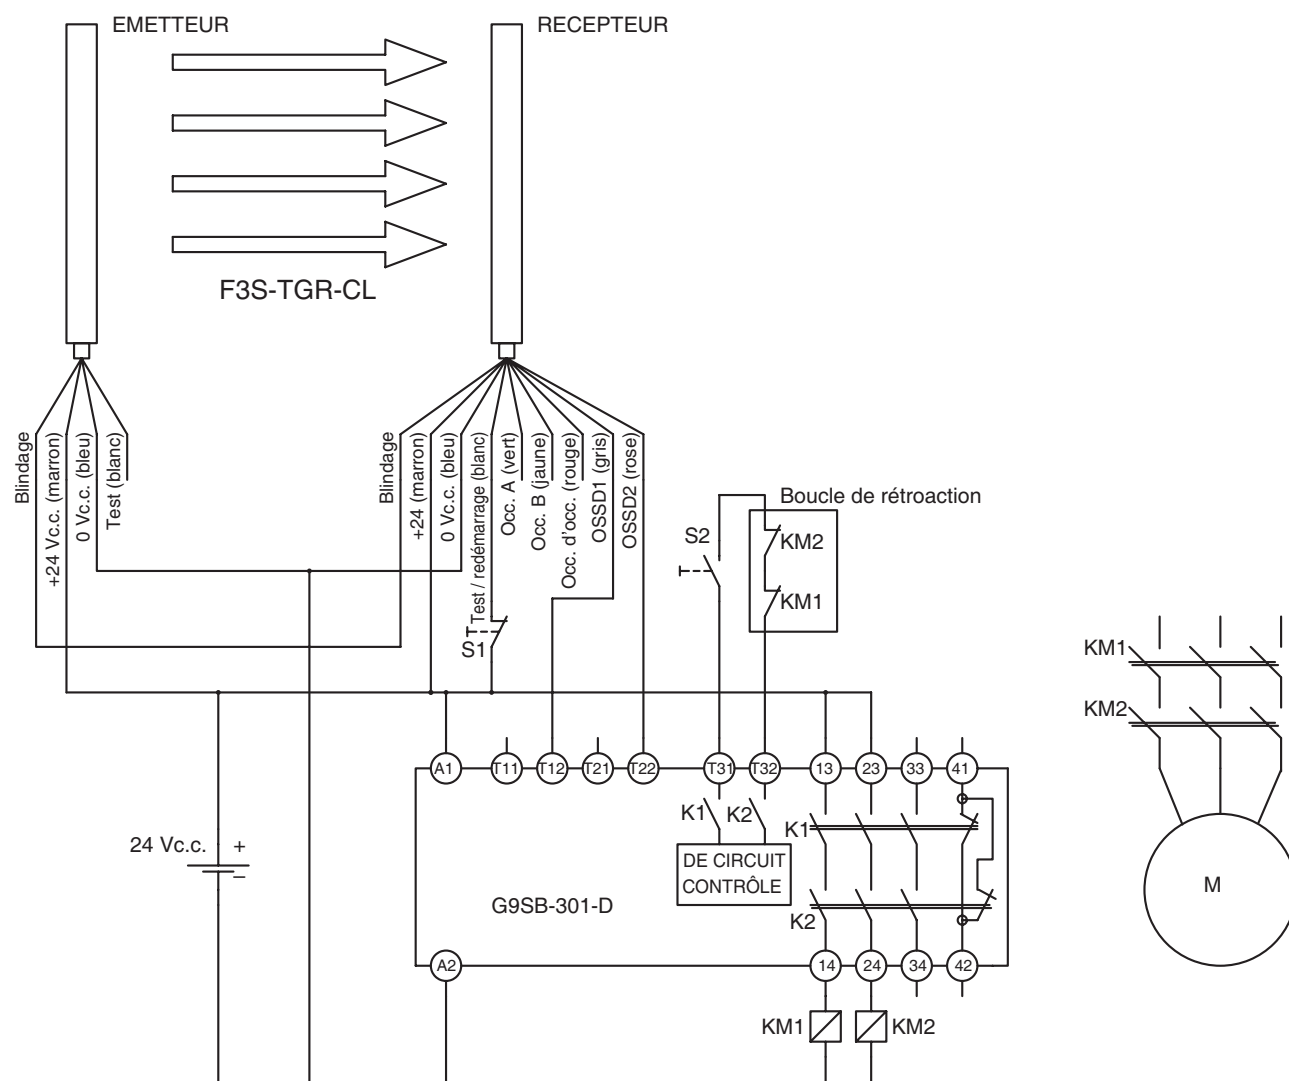 EMETTEUR
RECEPTEUR
F3S-TGR-CL
Blindage
+24 Vc.c. (marron)
0 Vc.c. (bleu)
Test (blanc)
Blindage
+24 (marron)
0 Vc.c. (bleu)
Test / redémarrage (blanc)
Occ. A (vert)
Occ. B (jaune)
Occ. d'occ. (rouge)
OSSD1 (gris)
OSSD2 (rose)
Boucle de rétroaction
S2
KM2
KM1
S1
KM1
KM2
M
A1
T11
T12
T21
T22
T31
T32
13
23
33
41
K1
K2
K1
DE CIRCUIT
CONTRÔLE
K2
24 Vc.c.
+
–
G9SB-301-D
A2
14
24
34
42
KM1
KM2